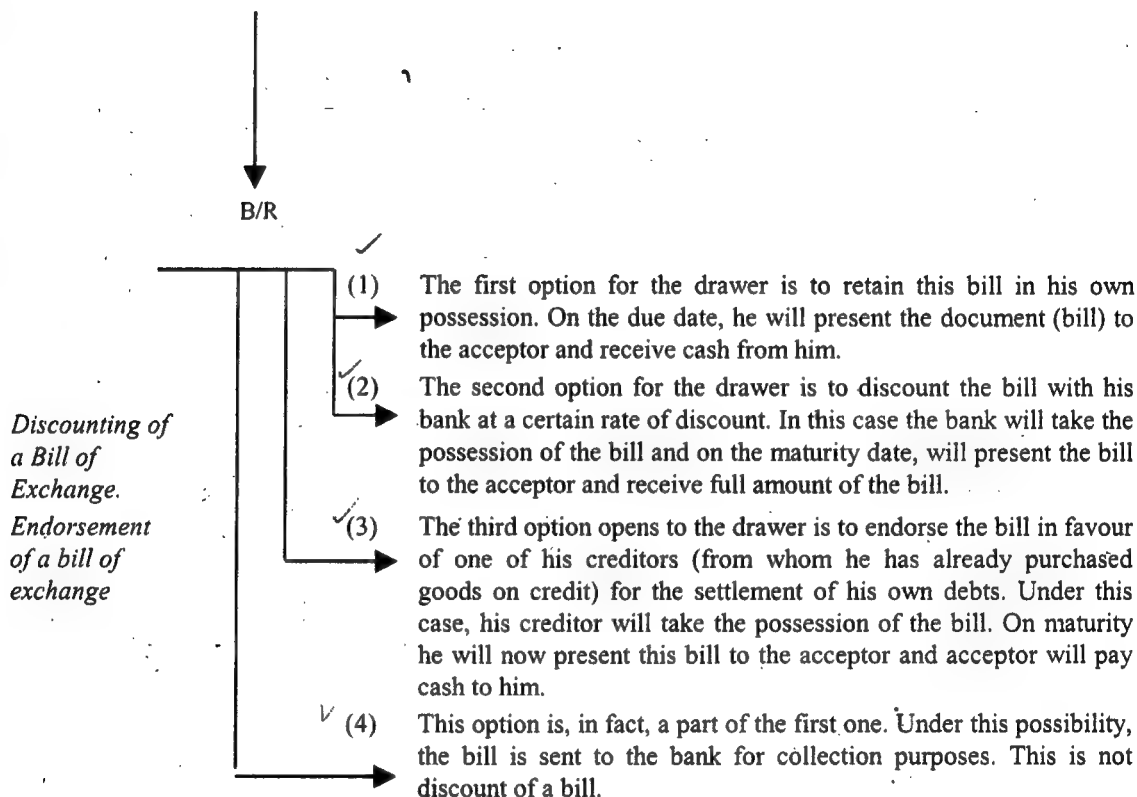 B/R
(1) The first option for the drawer is to retain this bill in his own
possession. On the due date, he will present the document (bill) to
the acceptor and receive cash from him.
(2) The second option for the drawer is to discount the bill with his
bank at a certain rate of discount. In this case the bank will take the
possession of the bill and on the maturity date, will present the bill
to the acceptor and receive full amount of the bill.
Discounting of
a Bill of
Exchange.
Endorsement
of a bill of
exchange
(3) The third option opens to the drawer is to endorse the bill in favour
of one of his creditors (from whom he has already purchased
goods on credit) for the settlement of his own debts. Under this
case, his creditor will take the possession of the bill. On maturity
he will now present this bill to the acceptor and acceptor will pay
cash to him.
(4) This option is, in fact, a part of the first one. Under this possibility,
the bill is sent to the bank for collection purposes. This is not
discount of a bill.